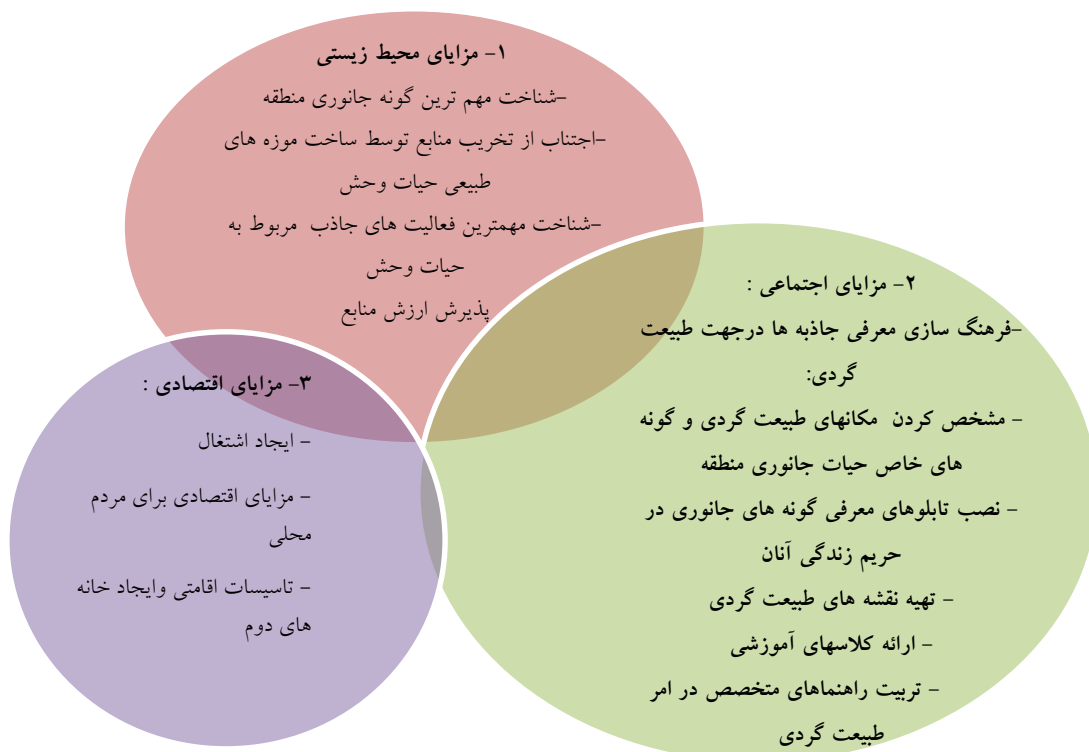 ۱- مزایای محیط زیستی
-شناخت مهم ترین گونه جانوری منطقه
-اجتناب از تخریب منابع توسط ساخت موزه های
طبیعی حیات وحش
-شناخت مهمترین فعالیت های جاذب مربوط به
حیات وحش
پذیرش ارزش منابع
۲- مزایای اجتماعی :
-فرهنگ سازی معرفی جاذبه ها درجهت طبیعت
گردی:
- مشخص کردن مکانهای طبیعت گردی و گونه
های خاص حیات جانوری منطقه
- نصب تابلوهای معرفی گونه های جانوری در
حریم زندگی آنان
- تهیه نقشه های طبیعت گردی
- ارائه کلاسهای آموزشی
- تربیت راهنماهای متخصص در امر
طبیعت گردی
۳- مزایای اقتصادی :
- ایجاد اشتغال
- مزایای اقتصادی برای مردم
محلی
- تاسیسات اقامتی وایجاد خانه
های دوم